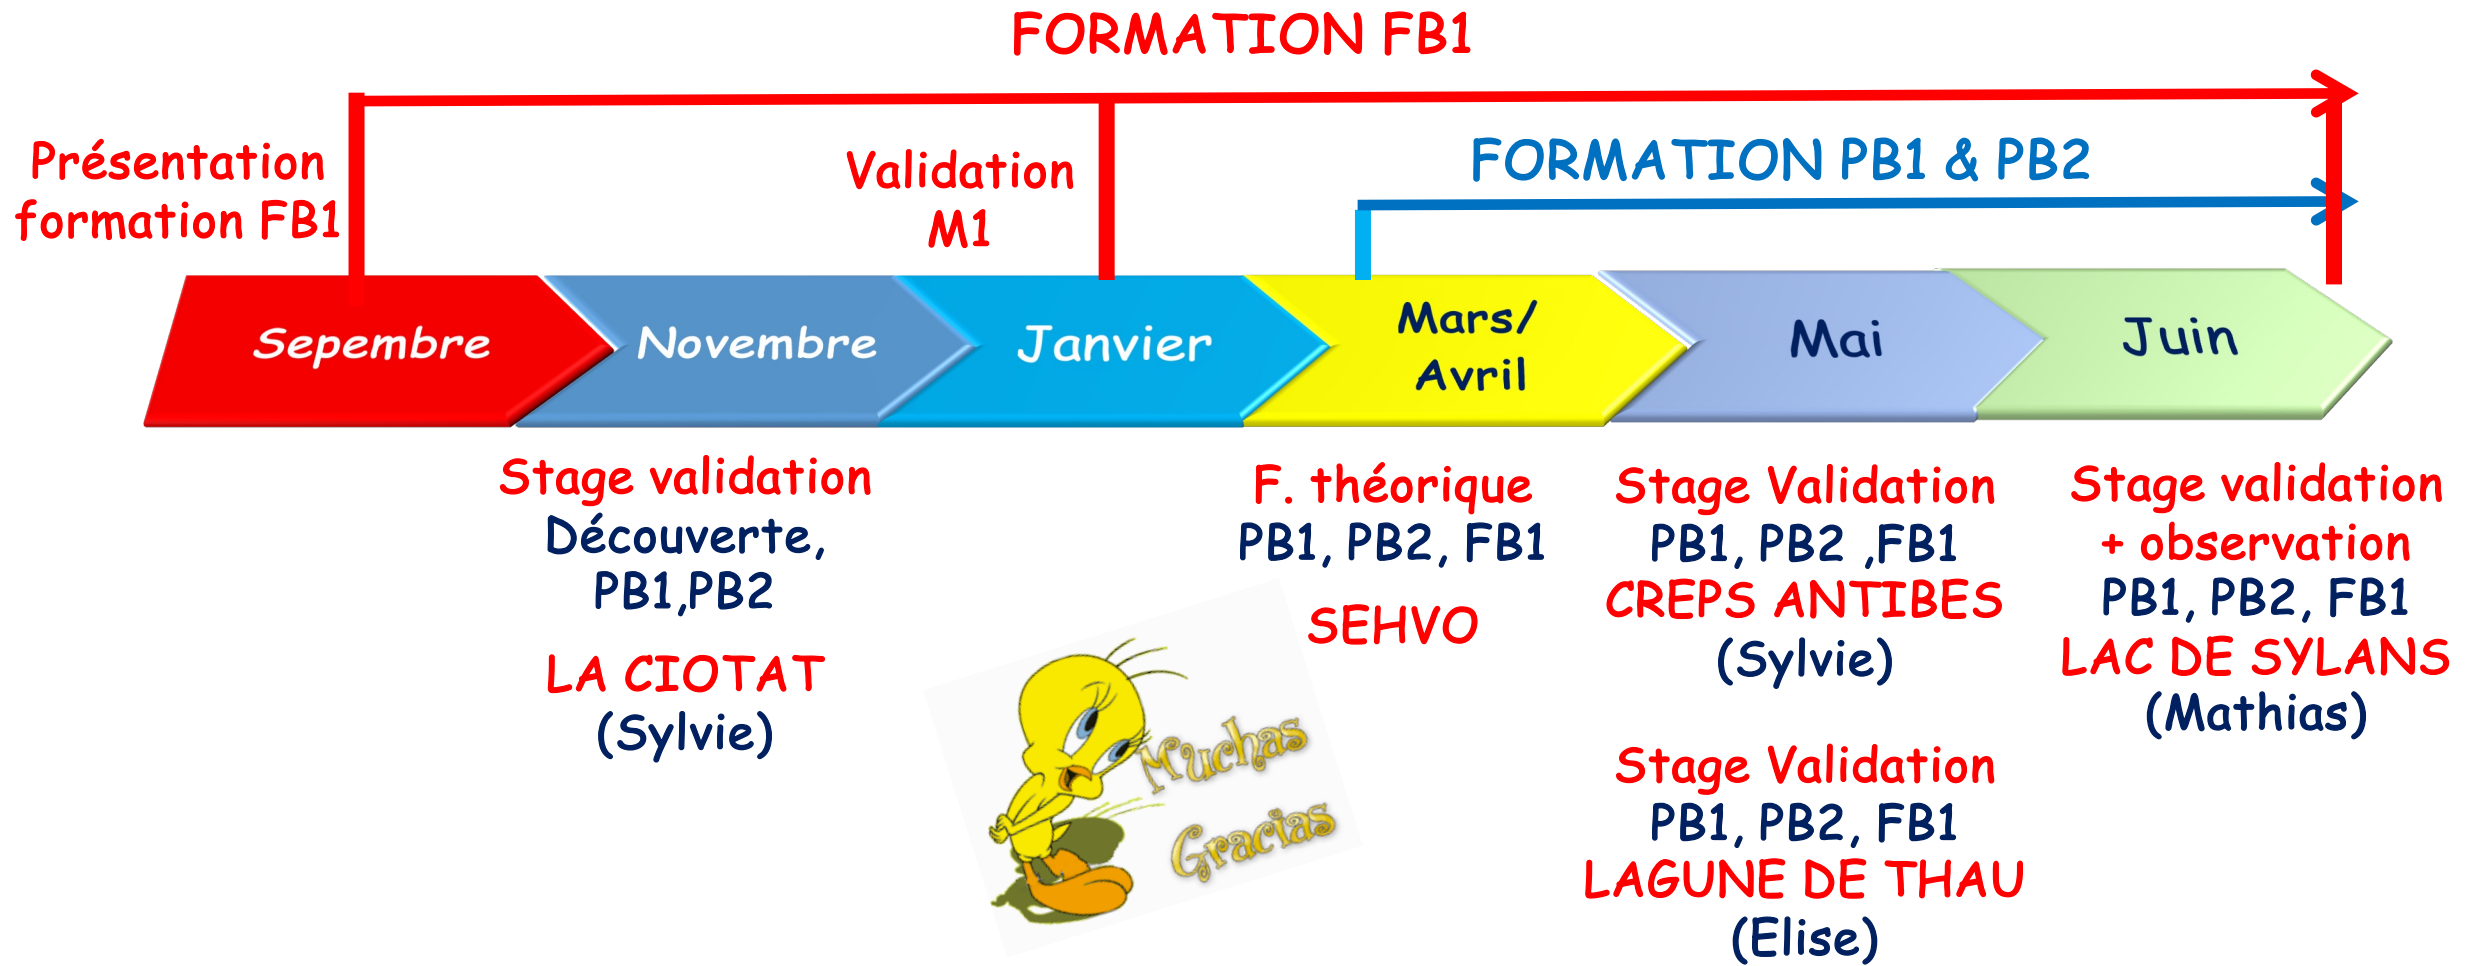 FORMATION FB1
Présentation
formation FB1
Validation
M1
FORMATION PB1 & PB2
Sepembre
Novembre
Janvier
Mars/
Avril
Mai
Juin
Stage validation
Découverte,
PB1,PB2
LA CIOTAT
(Sylvie)
F. théorique
PB1, PB2, FB1
SEHVO
Muchas
Gracias
Stage Validation
PB1, PB2 ,FB1
CREPS ANTIBES
(Sylvie)
Stage Validation
PB1, PB2, FB1
LAGUNE DE THAU
(Elise)
Stage validation
+ observation
PB1, PB2, FB1
LAC DE SYLANS
(Mathias)